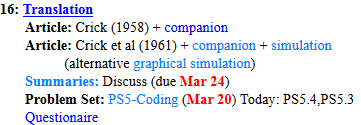 16: Translation
Article: Crick (1958) + companion
Article: Crick et al (1961) + companion + simulation
(alternative graphical simulation)
Summaries: Discuss (due Mar 24)
Problem Set: PS5-Coding (Mar 20) Today: PS5.4,PS5.3
Questionaire